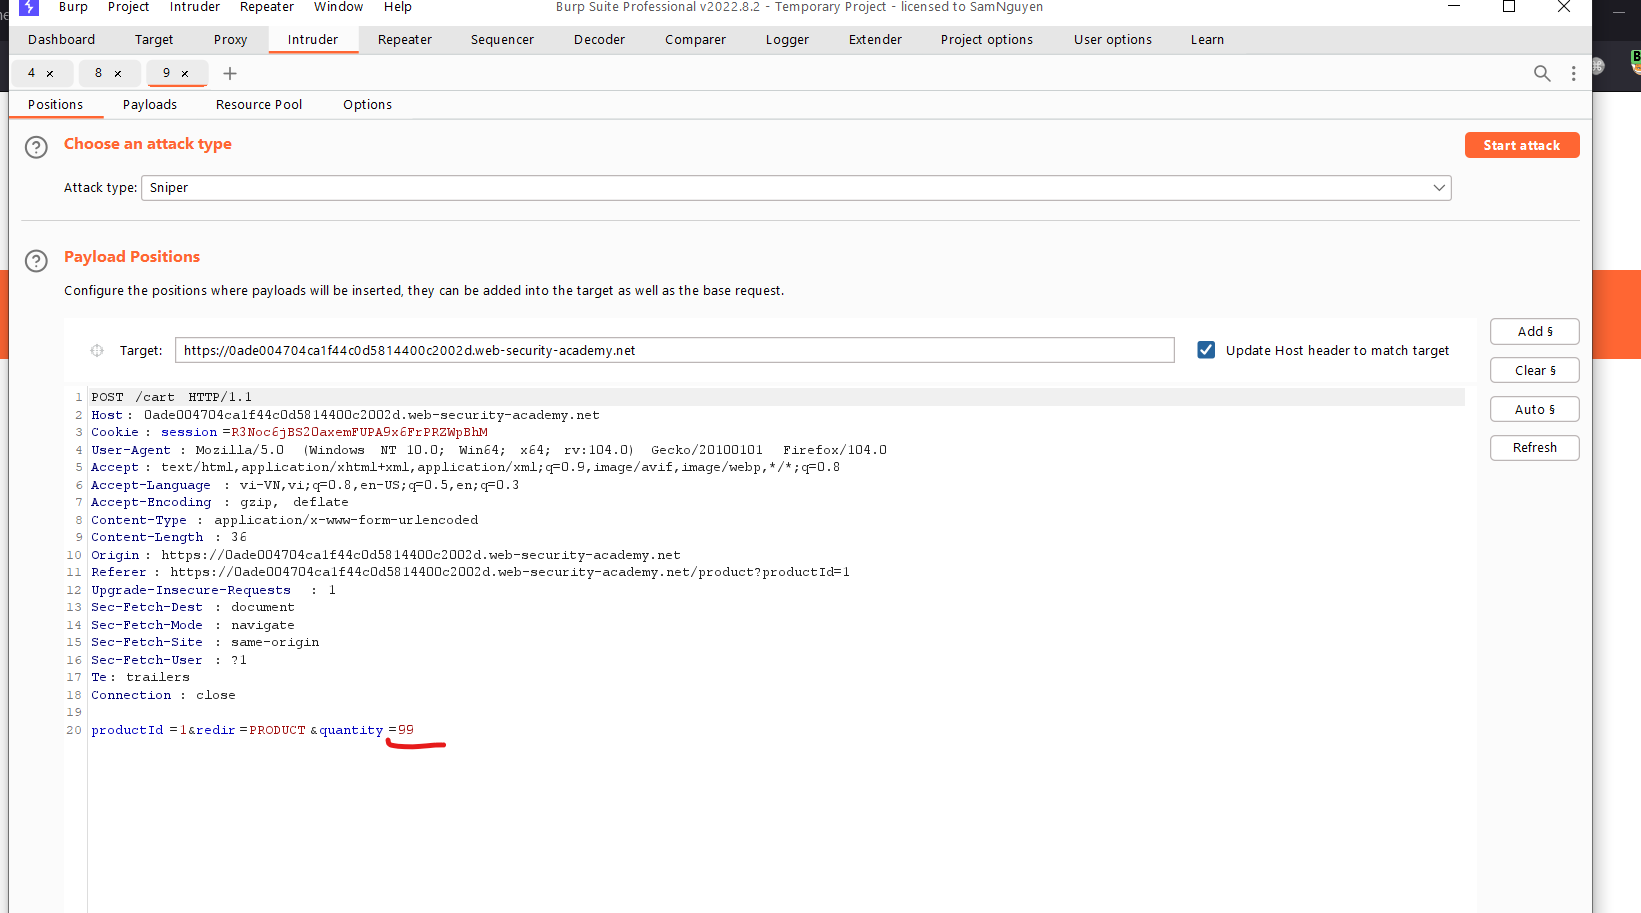 Burp Project Intruder Repeater Window Help Burp Suite Professional v2022.8.2 - Temporary Project - licensed to SamNguyen
Dashboard Target Proxy Intruder Repeater Sequencer Decoder Comparer Logger Extender Project options User options Learn
4 × 8 × 9 × +
Positions Payloads Resource Pool Options
? Choose an attack type Start attack
Attack type: Sniper
? Payload Positions
Configure the positions where payloads will be inserted, they can be added into the target as well as the base request.
Add §
Target: https://0ade004704ca1f44c0d5814400c2002d.web-security-academy.net Update Host header to match target
Clear §
Auto §
Refresh
1 POST /cart HTTP/1.1
2 Host : 0ade004704ca1f44c0d5814400c2002d.web-security-academy.net
3 Cookie : session =R3Noc6jBS20axemFUPA9x6FrPRZWpBhM
4 User-Agent : Mozilla/5.0 (Windows NT 10.0; Win64; x64; rv:104.0) Gecko/20100101 Firefox/104.0
5 Accept : text/html,application/xhtml+xml,application/xml;q=0.9,image/avif,image/webp,*/*;q=0.8
6 Accept-Language : vi-VN,vi;q=0.8,en-US;q=0.5,en;q=0.3
7 Accept-Encoding : gzip, deflate
8 Content-Type : application/x-www-form-urlencoded
9 Content-Length : 36
10 Origin : https://0ade004704ca1f44c0d5814400c2002d.web-security-academy.net
11 Referer : https://0ade004704ca1f44c0d5814400c2002d.web-security-academy.net/product?productId=1
12 Upgrade-Insecure-Requests : 1
13 Sec-Fetch-Dest : document
14 Sec-Fetch-Mode : navigate
15 Sec-Fetch-Site : same-origin
16 Sec-Fetch-User : ?1
17 Te : trailers
18 Connection : close
19
20 productId =1&redir =PRODUCT &quantity =99